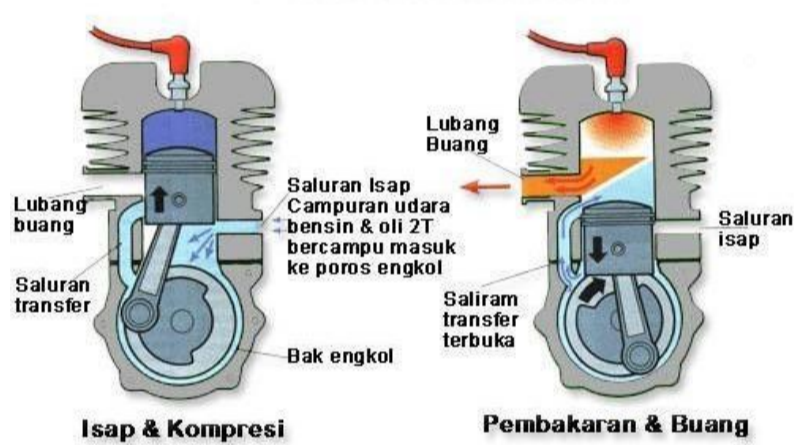 Lubang
buang
Saluran
transfer
Saluran Isap
Campuran udara
bensin & oli 2T
bercampu masuk
ke poros engkol
Bak engkol
Isap & Kompresi
Lubang
Buang
Saluran
isap
Saliram
transfer
terbuka
Pembakaran & Buang